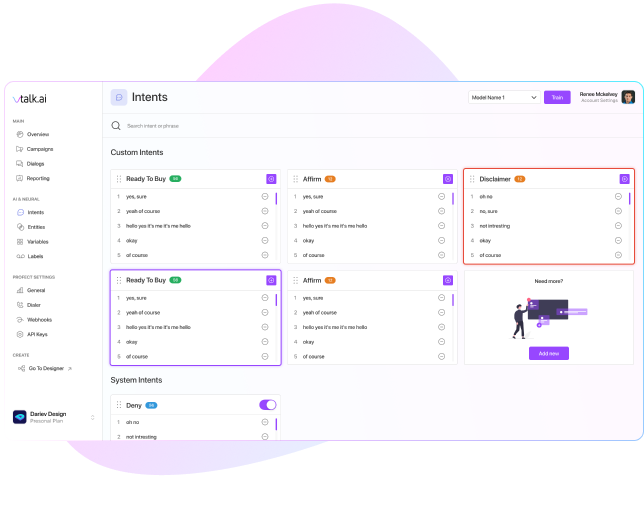 vtalk.ai
MAIN
Overview
Campaigns
Dialogs
Reporting
AI & NEURAL
Intents
Entities
Variables
Labels
PROJECT SETTINGS
General
Dialer
Webhooks
API Keys
CREATE
Go To Designer
Dariev Design
Pesonal Plan
Intents
Model Name 1
Train
Renee Mckelvey
Account Settings
Search intent or phrase
Custom Intents
Ready To Buy
1 yes, sure
2 yeah of course
3 hello yes it's me it's me hello
4 okay
5 of course
Affirm 12
1 yes, sure
2 yeah of course
3 hello yes it's me it's me hello
4 okay
5 of course
Disclaimer 12
1 oh no
2 no, sure
3 not intresting
4 okay
5 of course
Ready To Buy
1 yes, sure
2 yeah of course
3 hello yes it's me it's me hello
4 okay
5 of course
Affirm 12
1 yes, sure
2 yeah of course
3 hello yes it's me it's me hello
4 okay
5 of course
Need more?
Add new
System Intents
Deny
1 oh no
2 not intresting